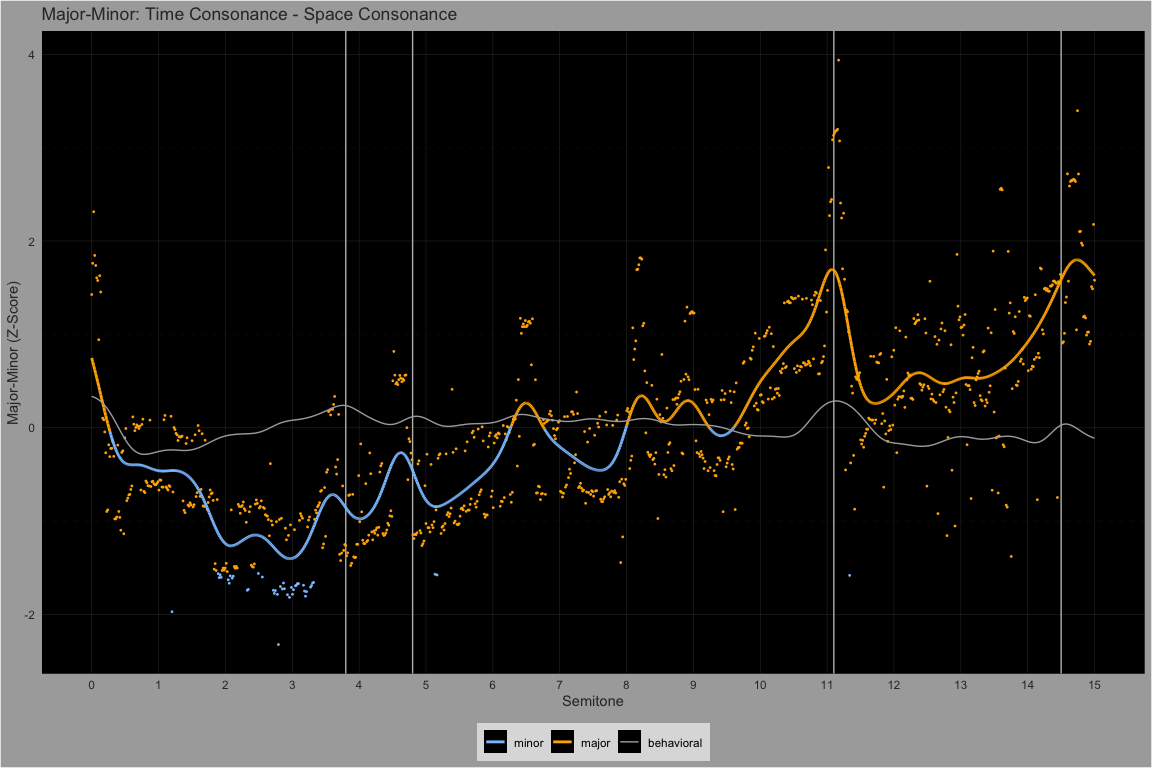 Major-Minor: Time Consonance - Space Consonance
Major-Minor (Z-Score)
4
2
0
-2
0 1 2 3 4 5 6 7 8 9 10 11 12 13 14 15
Semitone
minor major behavioral